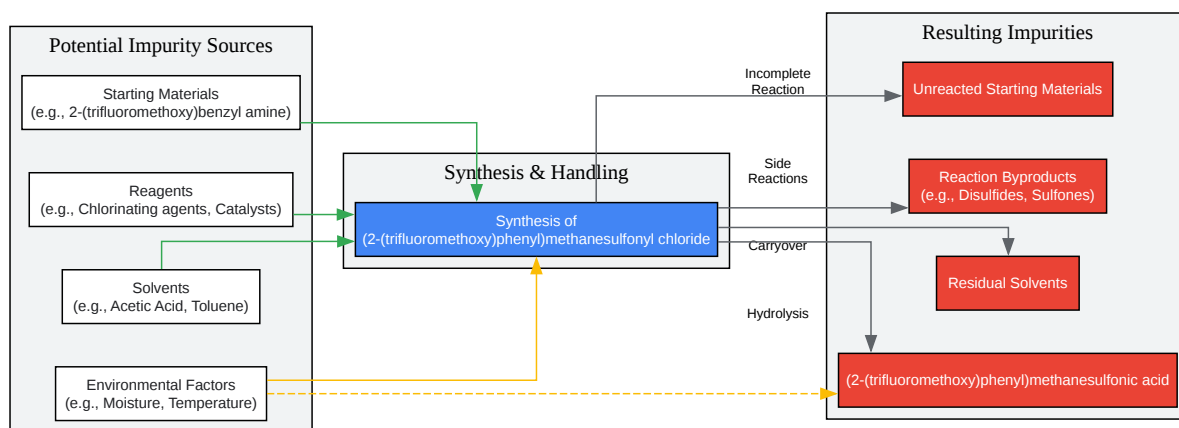 Potential Impurity Sources
Starting Materials
(e.g., 2-(trifluoromethoxy)benzyl amine)
Reagents
(e.g., Chlorinating agents, Catalysts)
Solvents
(e.g., Acetic Acid, Toluene)
Environmental Factors
(e.g., Moisture, Temperature)
Synthesis & Handling
Synthesis of
(2-(trifluoromethoxy)phenyl)methanesulfonyl chloride
Incomplete
Reaction
Side
Reactions
Carryover
Hydrolysis
Resulting Impurities
Unreacted Starting Materials
Reaction Byproducts
(e.g., Disulfides, Sulfones)
Residual Solvents
(2-(trifluoromethoxy)phenyl)methanesulfonic acid